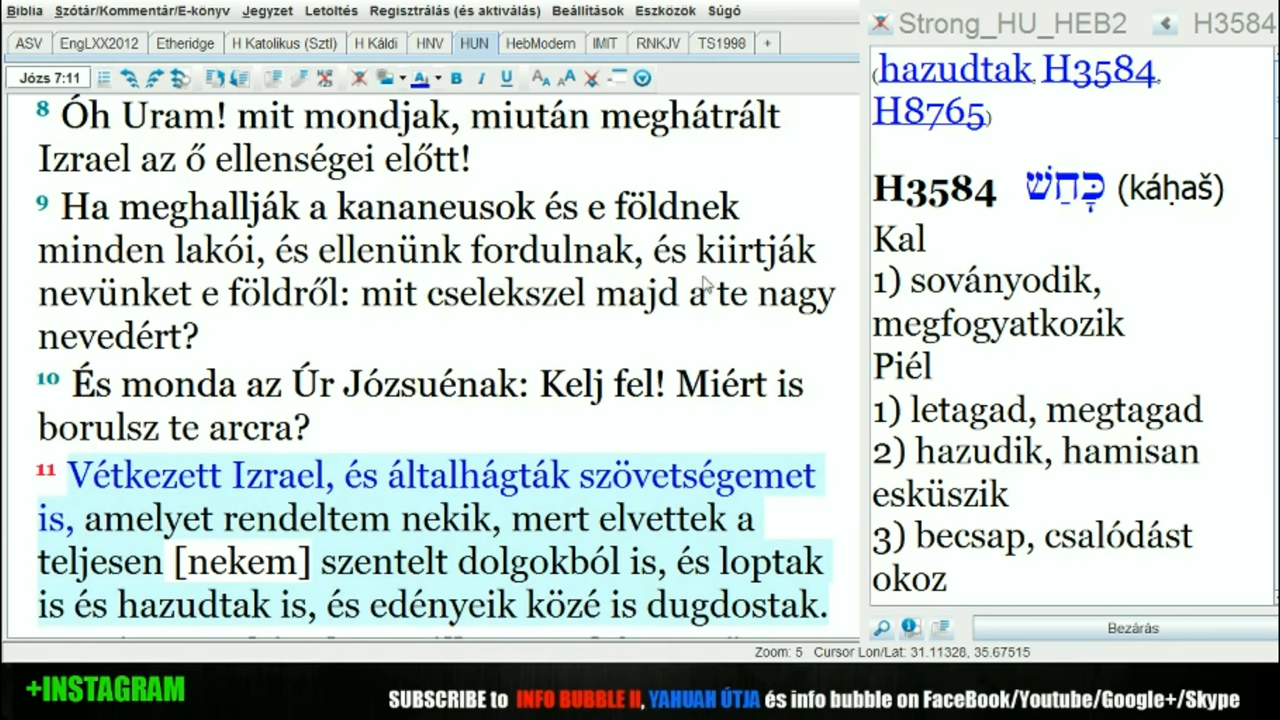 Biblia Szótár/Kommentár/E-könyv Jegyzet Letöltés Regisztrálás (és aktiválás) Beállítások Eszközök Súgó
ASV EngLXX2012 Etheridge H Katolikus (Sztl) H Káldi HNV HUN HebModern IMIT RNKJV TS1998 +
Józs 7:11
8 Óh Uram! mit mondjak, miután meghátrált
Izrael az ő ellenségei előtt!
9 Ha meghallják a kananeusok és e földnek
minden lakói, és ellenünk fordulnak, és kiirtják
nevünket e földről: mit cselekszel majd a te nagy
nevedért?
10 És monda az Úr Józsuénak: Kelj fel! Miért is
borulsz te arcra?
11 Vétkezett Izrael, és általhágták szövetségemet
is, amelyet rendeltem nekik, mert elvettek a
teljesen [nekem] szentelt dolgokból is, és loptak
is és hazudtak is, és edényeik közé is dugdostak.
Strong_HU_HEB2 H3584
(hazudtak, H3584,
H8765)
H3584 כָּחַשׁ (káḥaš)
Kal
1) soványodik,
megfogyatkozik
Piél
1) letagad, megtagad
2) hazudik, hamisan
esküszik
3) becsap, csalódást
okoz
Bezárás
Zoom: 5 Cursor Lon/Lat: 31.11328, 35.67515
+INSTAGRAM
SUBSCRIBE to INFO BUBBLE II, YAHUAH ÚTJA és info bubble on FaceBook/Youtube/Google+/Skype